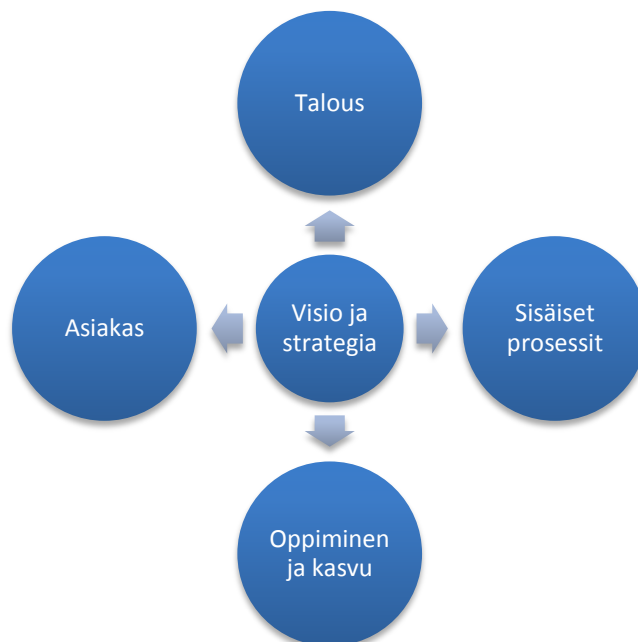 Talous
Asiakas
Visio ja
strategia
Sisäiset
prosessit
Oppiminen
ja kasvu